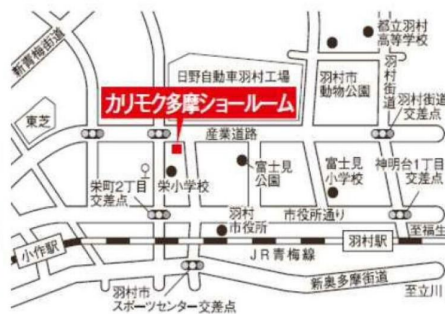 新青梅街道
都立羽村
高等学校
日野自動車羽村工場
羽村市
動物公園
羽村街道
東芝
カリモク多摩ショールーム
羽村街道
交差点
産業道路
栄町2丁目
交差点
栄小学校
富士見
公園
富士見
小学校
神明台1丁目
交差点
羽村
市役所
市役所通り
至福生
小作駅
JR青梅線
羽村駅
羽村市
スポーツセンター交差点
新奥多摩街道
至立川